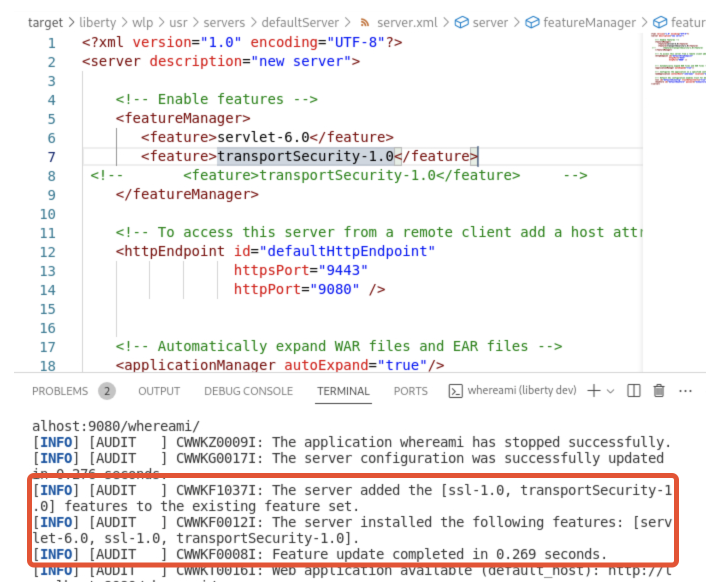 target > liberty > wlp > usr > servers > defaultServer > server.xml > server > featureManager > featur
1 <?xml version="1.0" encoding="UTF-8"?>
2 <server description="new server">
3
4 <!-- Enable features -->
5 <featureManager>
6 <feature>servlet-6.0</feature>
7 <feature>transportSecurity-1.0</feature>
8 <!-- <feature>transportSecurity-1.0</feature> -->
9 </featureManager>
10
11 <!-- To access this server from a remote client add a host attr
12 <httpEndpoint id="defaultHttpEndpoint"
13 httpsPort="9443"
14 httpPort="9080" />
15
16
17 <!-- Automatically expand WAR files and EAR files -->
18 <applicationManager autoExpand="true"/>
PROBLEMS 2 OUTPUT DEBUG CONSOLE TERMINAL PORTS whereami (liberty dev)
alhost:9080/whereami/
[INFO] [AUDIT ] CWWKZ0009I: The application whereami has stopped successfully.
[INFO] [AUDIT ] CWWKG0017I: The server configuration was successfully updated
in 0.276 seconds.
[INFO] [AUDIT ] CWWKF1037I: The server added the [ssl-1.0, transportSecurity-1
.0] features to the existing feature set.
[INFO] [AUDIT ] CWWKF0012I: The server installed the following features: [serv
let-6.0, ssl-1.0, transportSecurity-1.0].
[INFO] [AUDIT ] CWWKF0008I: Feature update completed in 0.269 seconds.
[INFO] [AUDIT ] CWWKT0016I: Web application available (default_host): http://l